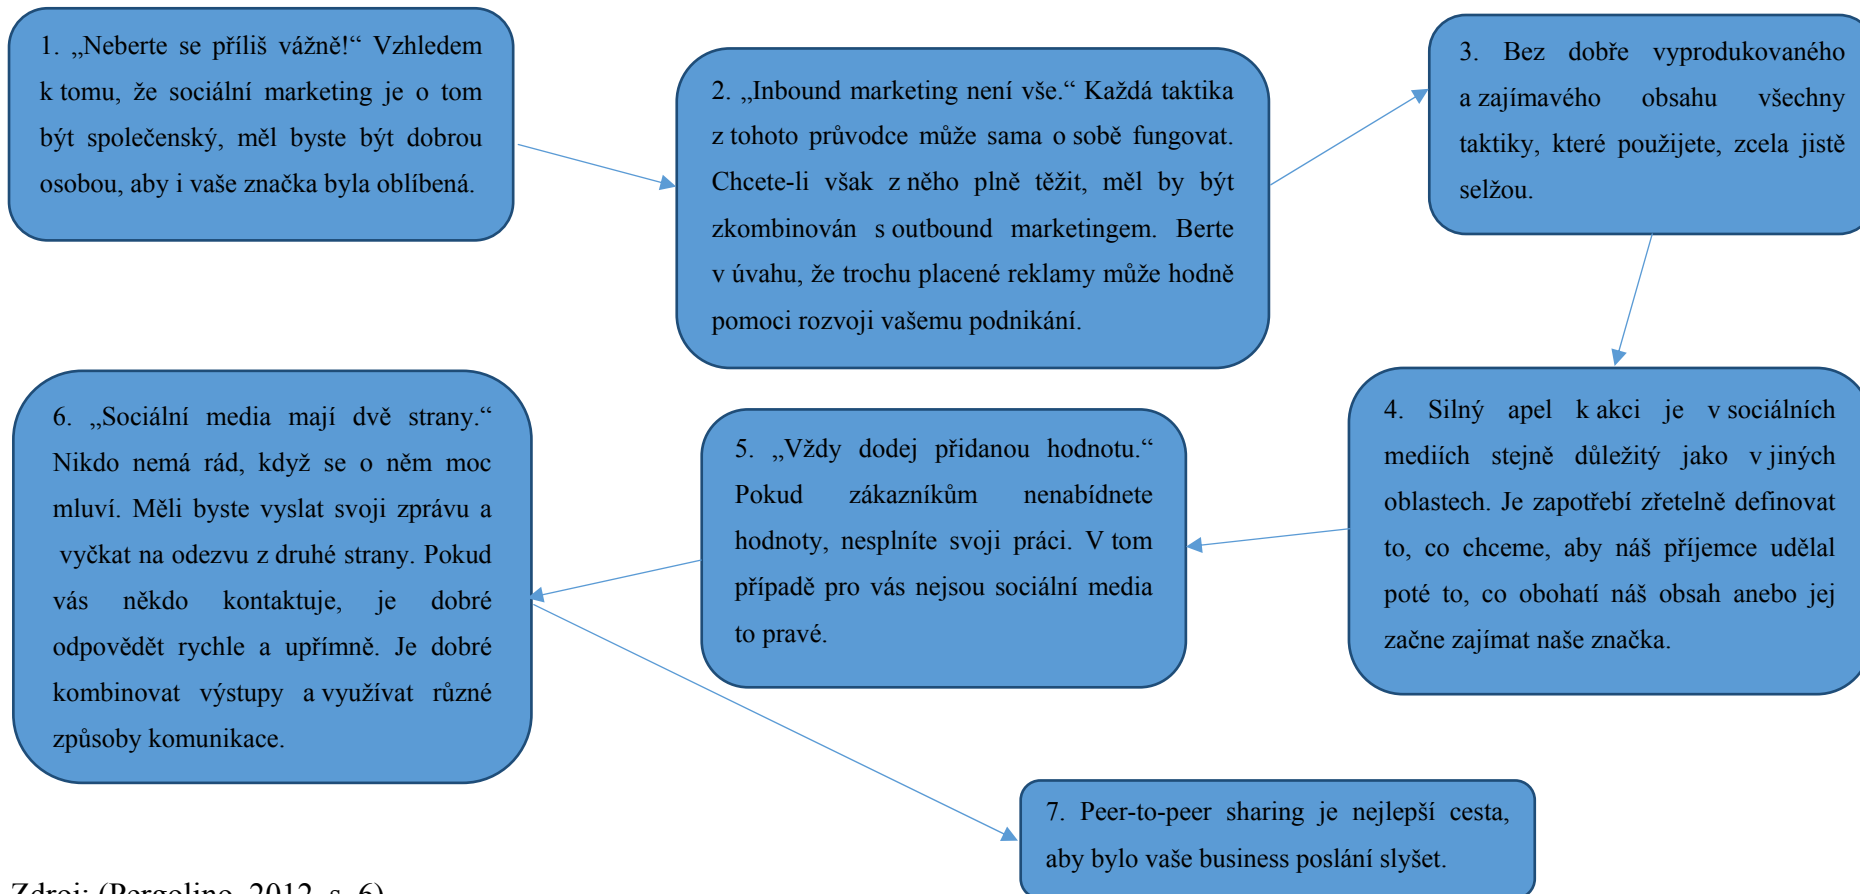 1. „Neberte se příliš vážně!“ Vzhledem
k tomu, že sociální marketing je o tom
být společenský, měl byste být dobrou
osobou, aby i vaše značka byla oblíbená.
2. „Inbound marketing není vše.“ Každá taktika
z tohoto průvodce může sama o sobě fungovat.
Chcete-li však z něho plně těžit, měl by být
zkombinován s outbound marketingem. Berte
v úvahu, že trochu placené reklamy může hodně
pomoci rozvoji vašemu podnikání.
3. Bez dobře vyprodukovaného
a zajímavého obsahu všechny
taktiky, které použijete, zcela jistě
selžou.
4. Silný apel k akci je v sociálních
mediích stejně důležitý jako v jiných
oblastech. Je zapotřebí zřetelně definovat
to, co chceme, aby náš příjemce udělal
poté to, co obohatí náš obsah anebo jej
začne zajímat naše značka.
5. „Vždy dodej přidanou hodnotu.“
Pokud zákazníkům nenabídnete
hodnoty, nesplníte svoji práci. V tom
případě pro vás nejsou sociální media
to pravé.
6. „Sociální media mají dvě strany.“
Nikdo nemá rád, když se o něm moc
mluví. Měli byste vyslat svoji zprávu a
vyčkat na odezvu z druhé strany. Pokud
vás někdo kontaktuje, je dobré
odpovědět rychle a upřímně. Je dobré
kombinovat výstupy a využívat různé
způsoby komunikace.
7. Peer-to-peer sharing je nejlepší cesta,
aby bylo vaše business poslání slyšet.
Zdroj: (Pergolino, 2012, s. 6)